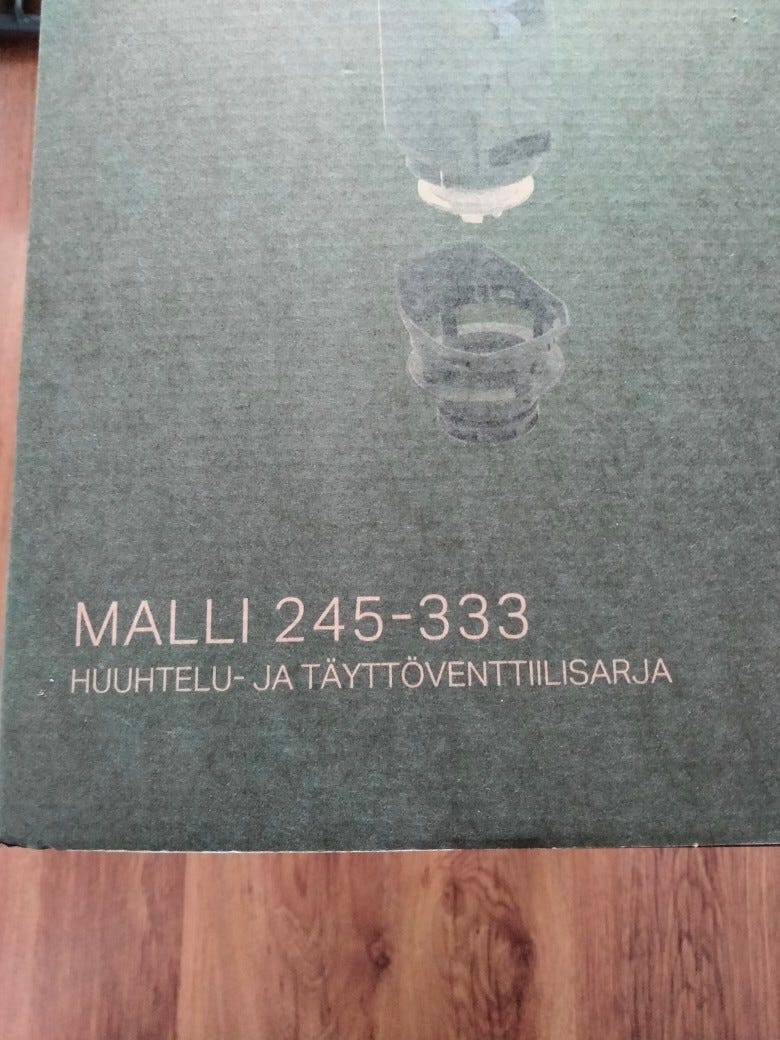 MALLI 245-333
HUUHTELU- JA TÄYTTÖVENTTIILISARJA